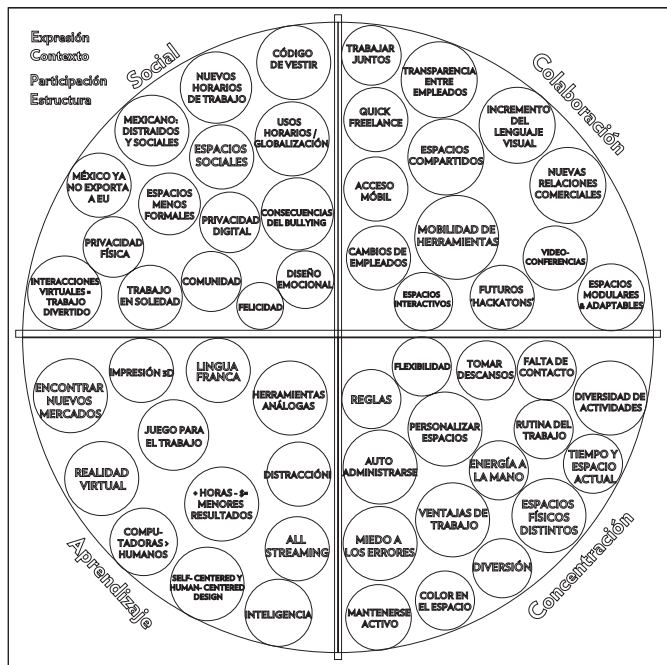 Expresión
Contexto
Participación
Estructura
Social
CÓDIGO
DE VESTIR
NUEVOS
HORARIOS
DE TRABAJO
MEXICANO:
DISTRAIDOS
Y SOCIALES
USOS
HORARIOS /
GLOBALIZACIÓN
ESPACIOS
SOCIALES
MÉXICO YA
NO EXPORTA
A EU
ESPACIOS
MENOS
FORMALES
PRIVACIDAD
DIGITAL
CONSECUENCIAS
DEL BULLYING
PRIVACIDAD
FÍSICA
INTERACCIONES
VIRTUALES =
TRABAJO
DIVERTIDO
TRABAJO
EN SOLEDAD
COMUNIDAD
FELICIDAD
DISEÑO
EMOCIONAL
Colaboración
TRABAJAR
JUNTOS
TRANSPARENCIA
ENTRE
EMPLEADOS
QUICK
FREELANCE
INCREMENTO
DEL
LENGUAJE
VISUAL
ESPACIOS
COMPARTIDOS
NUEVAS
RELACIONES
COMERCIALES
ACCESO
MÓBIL
MOBILIDAD DE
HERRAMIENTAS
CAMBIOS DE
EMPLEADOS
VIDEO-
CONFERENCIAS
ESPACIOS
INTERACTIVOS
FUTUROS
'HACKATONS'
ESPACIOS
MODULARES
& ADAPTABLES
Aprendizaje
ENCONTRAR
NUEVOS
MERCADOS
IMPRESIÓN 3D
LINGUA
FRANCA
HERRAMIENTAS
ANÁLOGAS
JUEGO PARA
EL TRABAJO
REALIDAD
VIRTUAL
DISTRACCIÓN
+ HORAS - $=
MENORES
RESULTADOS
COMPU-
TADORAS >
HUMANOS
ALL
STREAMING
SELF- CENTERED Y
HUMAN- CENTERED
DESIGN
INTELIGENCIA
Concentración
FLEXIBILIDAD
TOMAR
DESCANSOS
FALTA DE
CONTACTO
REGLAS
DIVERSIDAD DE
ACTIVIDADES
PERSONALIZAR
ESPACIOS
RUTINA DEL
TRABAJO
AUTO
ADMINISTRARSE
ENERGÍA A
LA MANO
TIEMPO Y
ESPACIO
ACTUAL
VENTAJAS DE
TRABAJO
ESPACIOS
FÍSICOS
DISTINTOS
MIEDO A
LOS ERRORES
DIVERSIÓN
MANTENERSE
ACTIVO
COLOR EN
EL ESPACIO